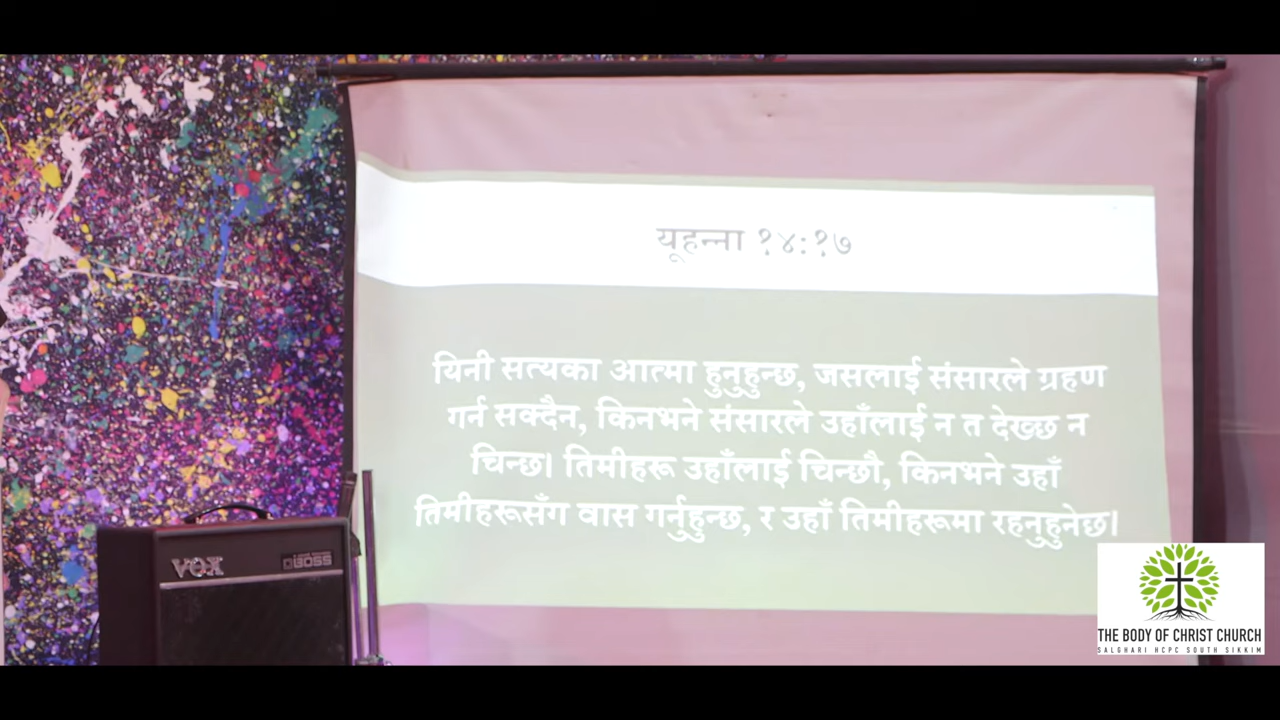 यूहन्ना १४:१७
यिनी सत्यका आत्मा हुनुहुन्छ, जसलाई संसारले ग्रहण
गर्न सक्दैन, किनभने संसारले उहाँलाई न त देख्छ न
चिन्छ। तिमीहरू उहाँलाई चिन्छौ, किनभने उहाँ
तिमीहरूसँग वास गर्नुहुन्छ, र उहाँ तिमीहरूमा रहनुहुनेछ।
VOX
BOSS
THE BODY OF CHRIST CHURCH
SALGHARI HCPC SOUTH SIKKIM